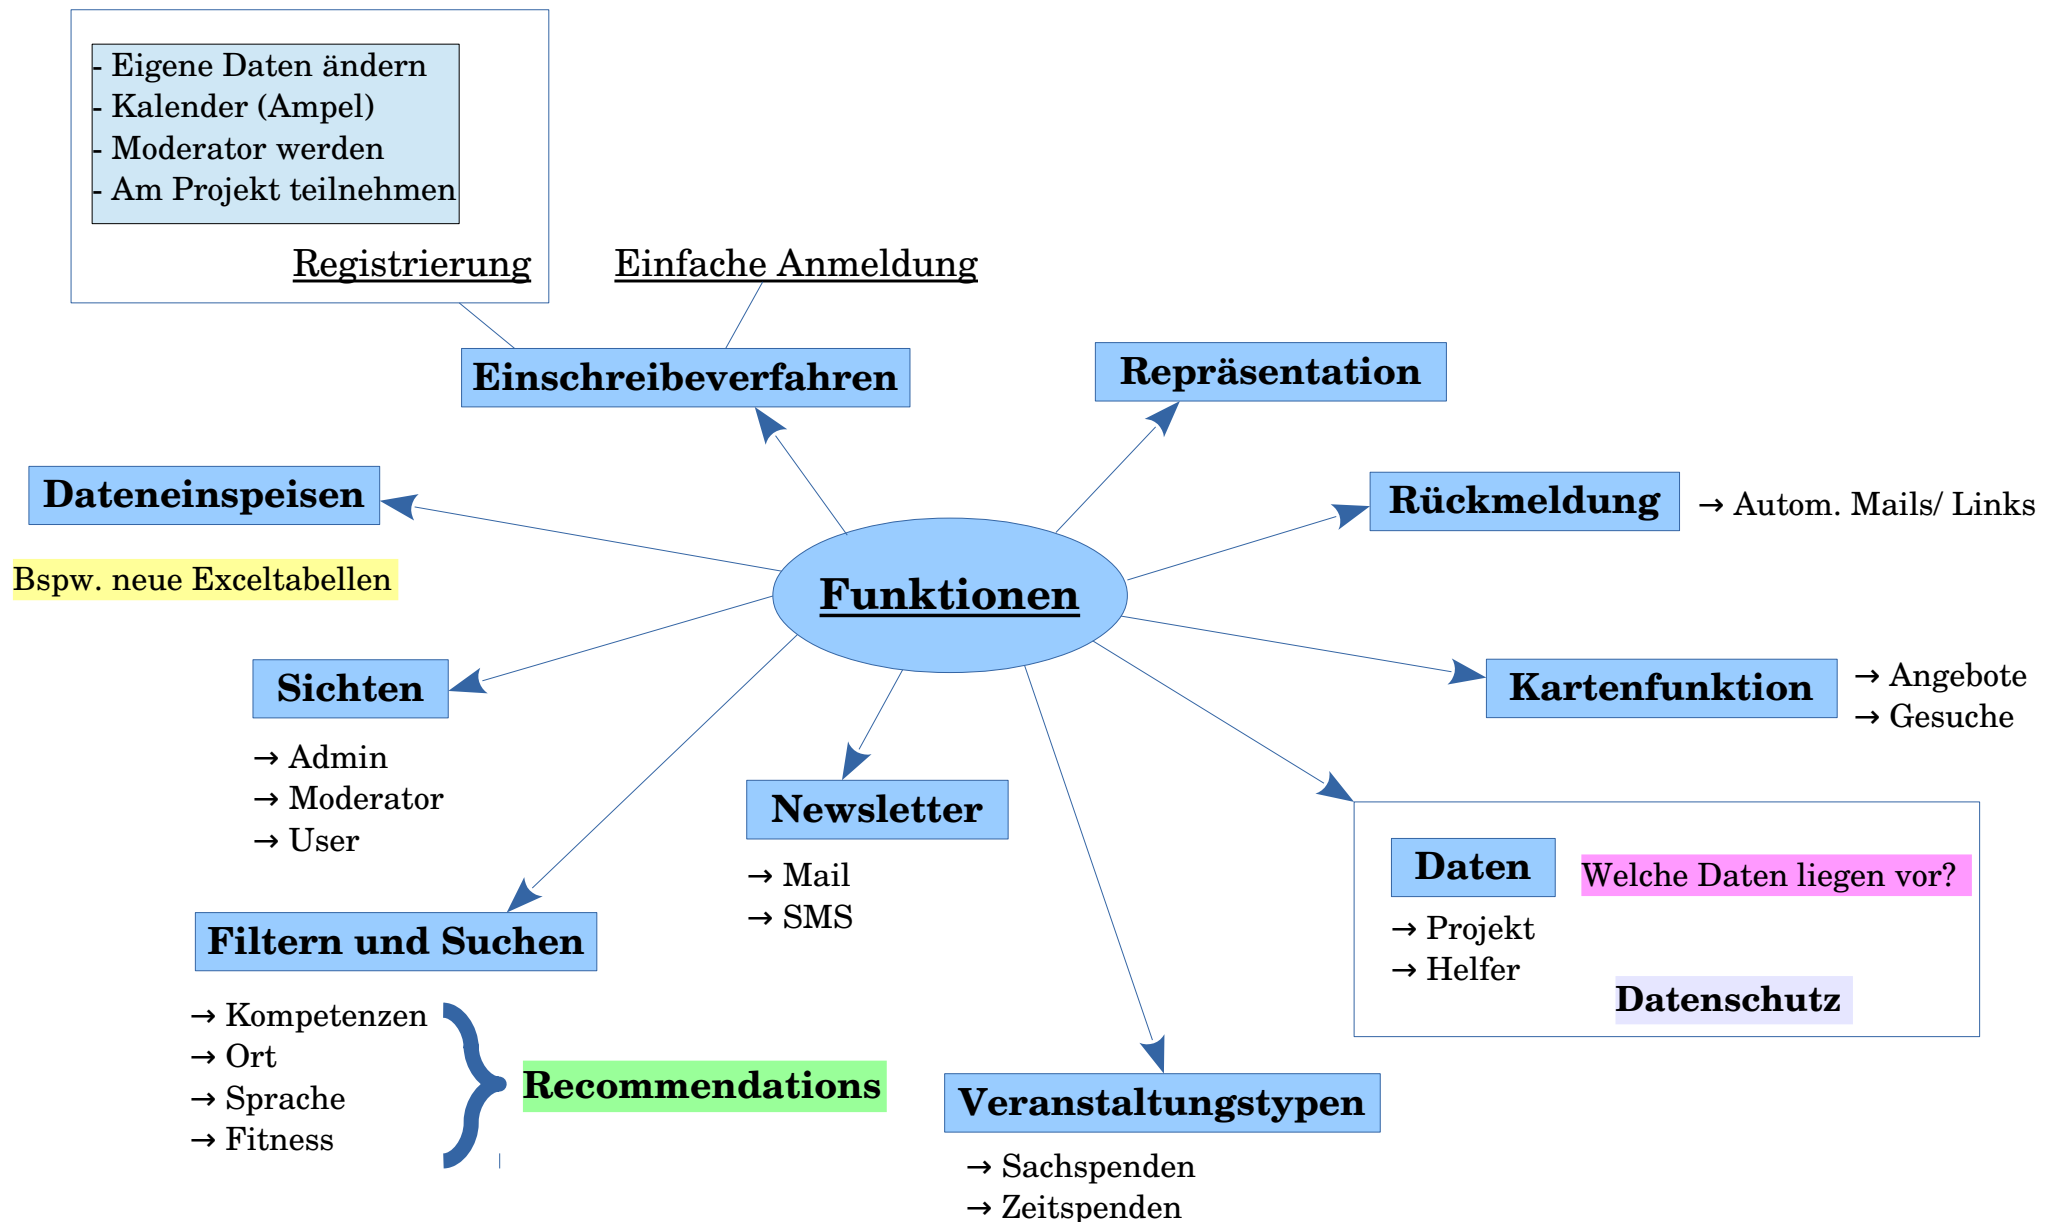 - Eigene Daten ändern
- Kalender (Ampel)
- Moderator werden
- Am Projekt teilnehmen
Registrierung
Einfache Anmeldung
Einschreibeverfahren
Repräsentation
Dateneinspeisen
Bspw. neue Exceltabellen
Rückmeldung
→ Autom. Mails/ Links
Funktionen
Sichten
→ Admin
→ Moderator
→ User
Kartenfunktion
→ Angebote
→ Gesuche
Newsletter
→ Mail
→ SMS
Daten
Welche Daten liegen vor?
→ Projekt
→ Helfer
Datenschutz
Filtern und Suchen
→ Kompetenzen
→ Ort
→ Sprache
→ Fitness
Recommendations
Veranstaltungstypen
→ Sachspenden
→ Zeitspenden